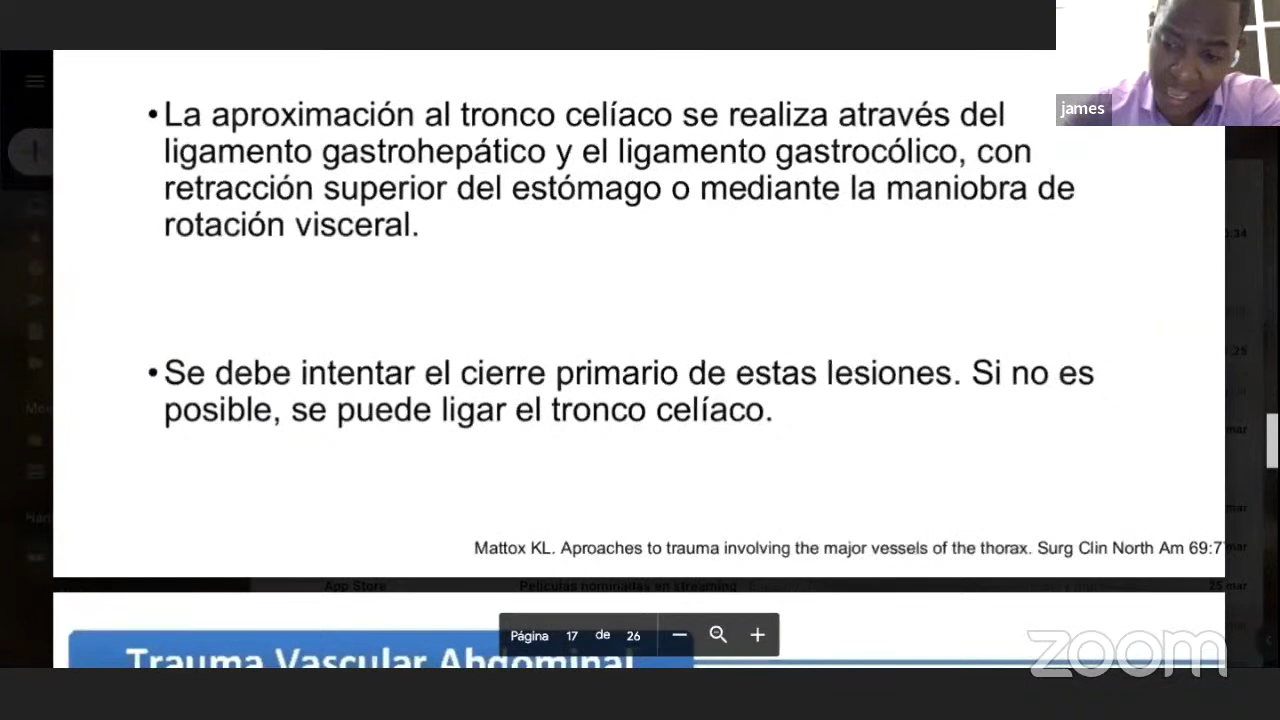 james
•La aproximación al tronco celíaco se realiza através del
ligamento gastrohepático y el ligamento gastrocólico, con
retracción superior del estómago o mediante la maniobra de
rotación visceral.
•Se debe intentar el cierre primario de estas lesiones. Si no es
posible, se puede ligar el tronco celíaco.
Mattox KL. Aproaches to trauma involving the major vessels of the thorax. Surg Clin North Am 69:7
App Store Películas nominadas en streaming 25 mar
Página 17 de 26
Trauma Vascular Abdominal
zoom